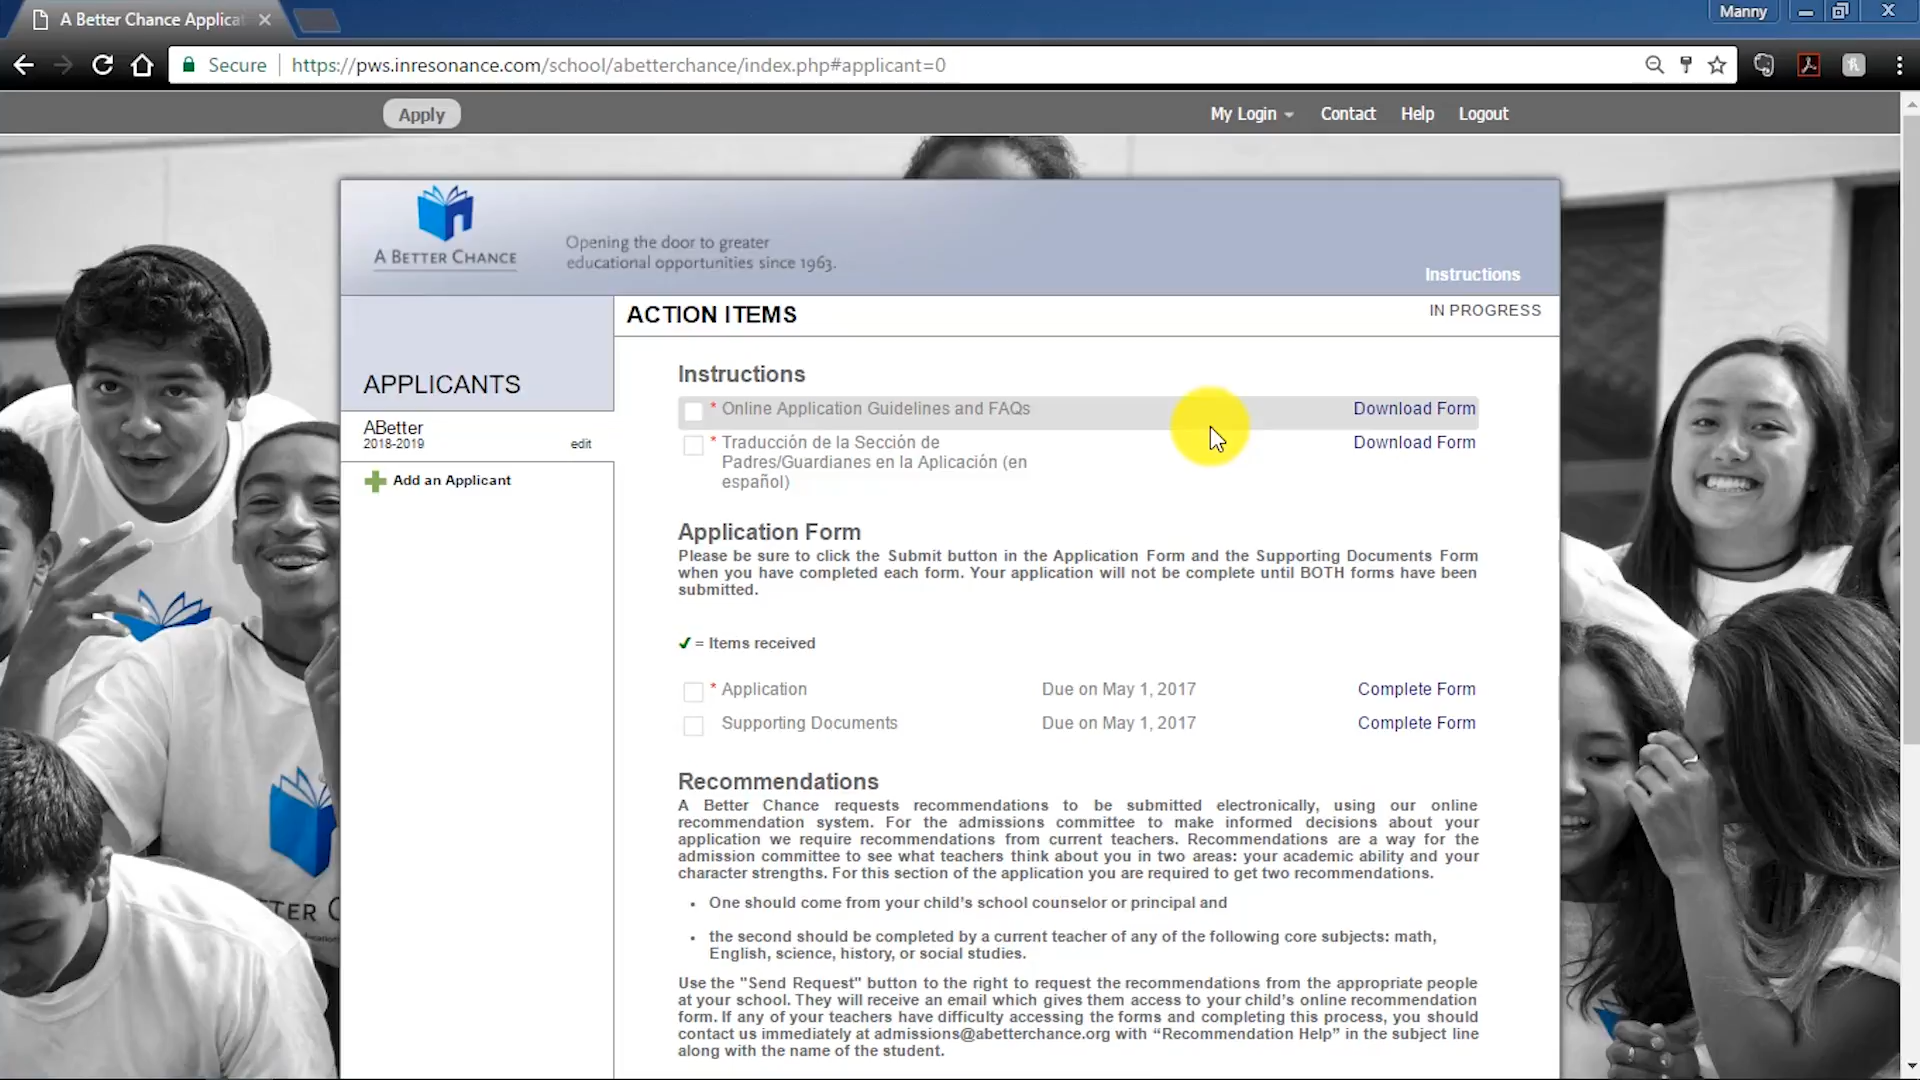 A Better Chance Applica
Manny
Secure
https://pws.inresonance.com/school/abetterchance/index.php#applicant=0
Apply
My Login
Contact
Help
Logout
A BETTER CHANCE
Opening the door to greater
educational opportunities since 1963.
Instructions
ACTION ITEMS
IN PROGRESS
APPLICANTS
ABetter
2018-2019
edit
Add an Applicant
Instructions
* Online Application Guidelines and FAQs
Download Form
* Traducción de la Sección de
Padres/Guardianes en la Aplicación (en
español)
Download Form
Application Form
Please be sure to click the Submit button in the Application Form and the Supporting Documents Form
when you have completed each form. Your application will not be complete until BOTH forms have been
submitted.
✓ = Items received
* Application
Due on May 1, 2017
Complete Form
Supporting Documents
Due on May 1, 2017
Complete Form
Recommendations
A Better Chance requests recommendations to be submitted electronically, using our online
recommendation system. For the admissions committee to make informed decisions about your
application we require recommendations from current teachers. Recommendations are a way for the
admission committee to see what teachers think about you in two areas: your academic ability and your
character strengths. For this section of the application you are required to get two recommendations.
• One should come from your child's school counselor or principal and
• the second should be completed by a current teacher of any of the following core subjects: math,
English, science, history, or social studies.
Use the "Send Request" button to the right to request the recommendations from the appropriate people
at your school. They will receive an email which gives them access to your child's online recommendation
form. If any of your teachers have difficulty accessing the forms and completing this process, you should
contact us immediately at admissions@abetterchance.org with “Recommendation Help” in the subject line
along with the name of the student.
TER C